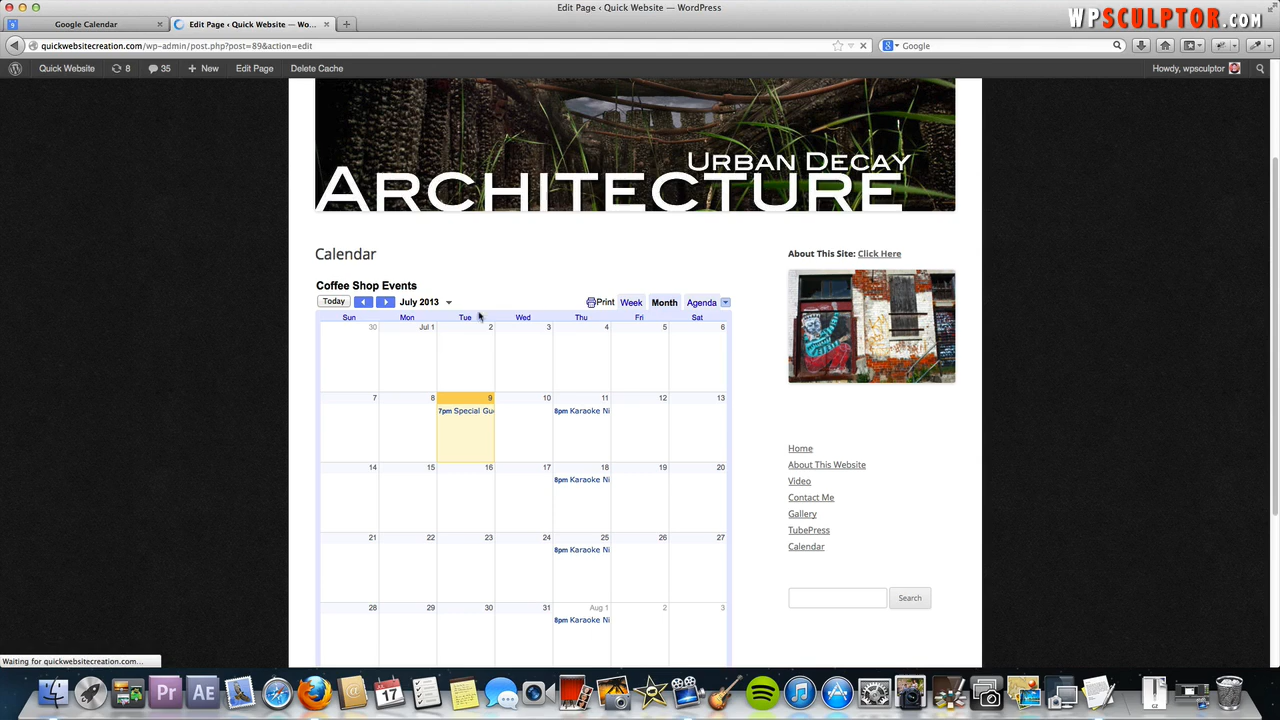 Edit Page ‹ Quick Website — WordPress
WPSCULPTOR.COM
9 Google Calendar × Edit Page ‹ Quick Website — Wo... × +
quickwebsitecreation.com/wp-admin/post.php?post=89&action=edit
Google
Quick Website 8 35 + New Edit Page Delete Cache Howdy, wpsculptor
URBAN DECAY
ARCHITECTURE
Calendar
About This Site: Click Here
Coffee Shop Events
Today July 2013 Print Week Month Agenda
Sun Mon Tue Wed Thu Fri Sat
30 Jul 1 2 3 4 5 6
7 8 9 10 11 12 13
7pm Special Gu 8pm Karaoke Ni
14 15 16 17 18 19 20
8pm Karaoke Ni
21 22 23 24 25 26 27
8pm Karaoke Ni
28 29 30 31 Aug 1 2 3
8pm Karaoke Ni
Home
About This Website
Video
Contact Me
Gallery
TubePress
Calendar
Search
Waiting for quickwebsitecreation.com...
Pr AE JUL 17